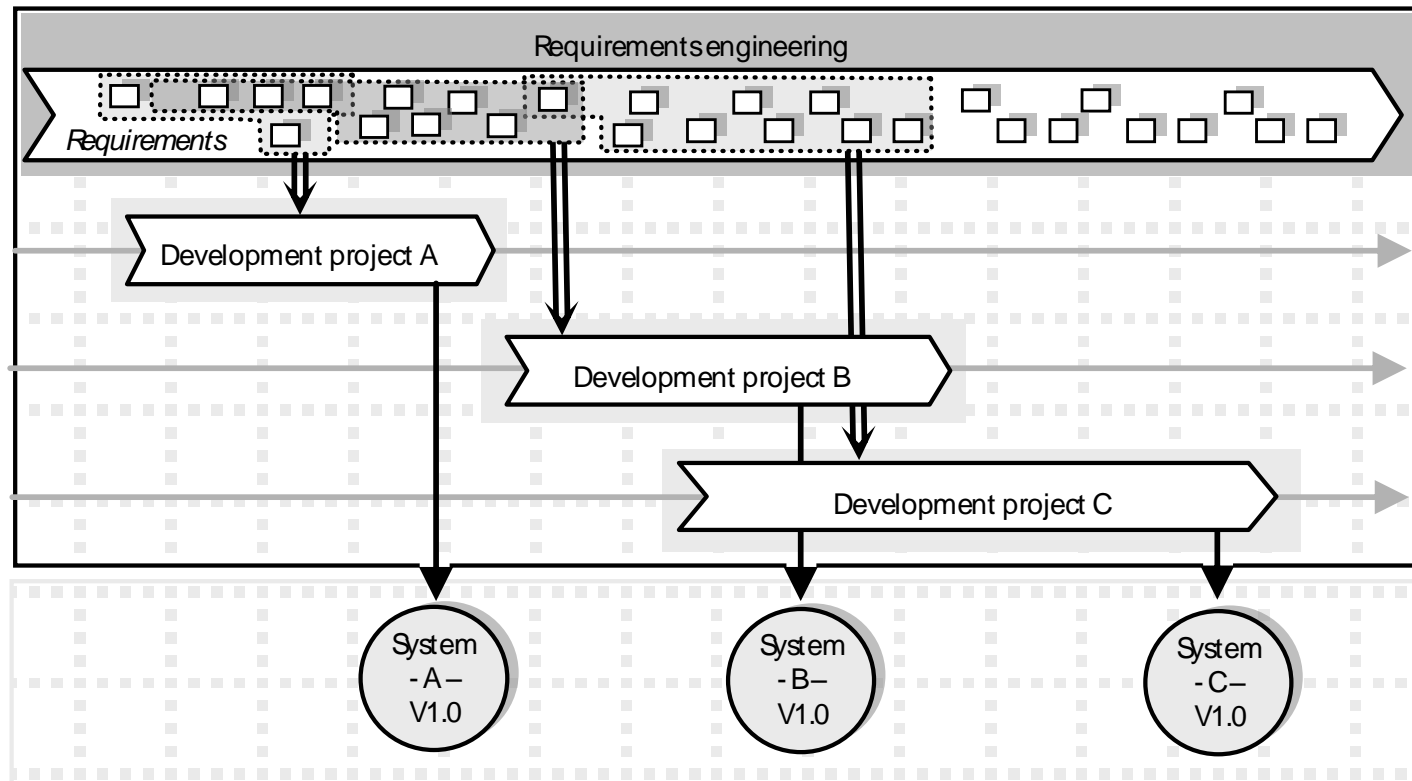 Requirements engineering
Requirements
Development project A
Development project B
Development project C
System
- A –
V1.0
System
- B –
V1.0
System
- C –
V1.0